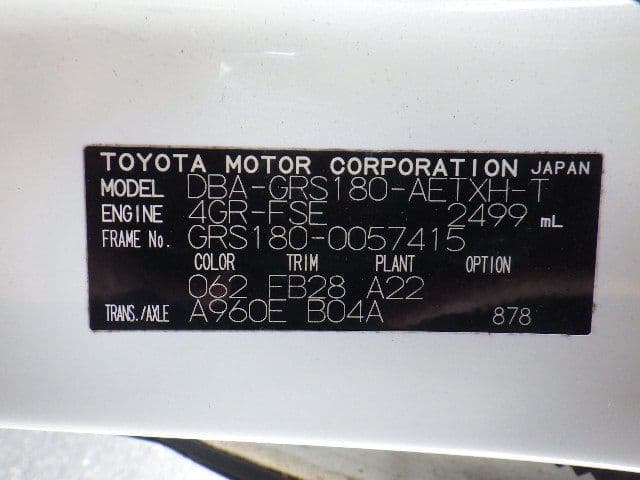 TOYOTA MOTOR CORPORATION JAPAN
MODEL DBA-GRS180-AETXH-T
ENGINE 4GR-FSE 2499 mL
FRAME No. GRS180-0057415
COLOR TRIM PLANT OPTION
062 FB28 A22
TRANS./AXLE A960E B04A 878